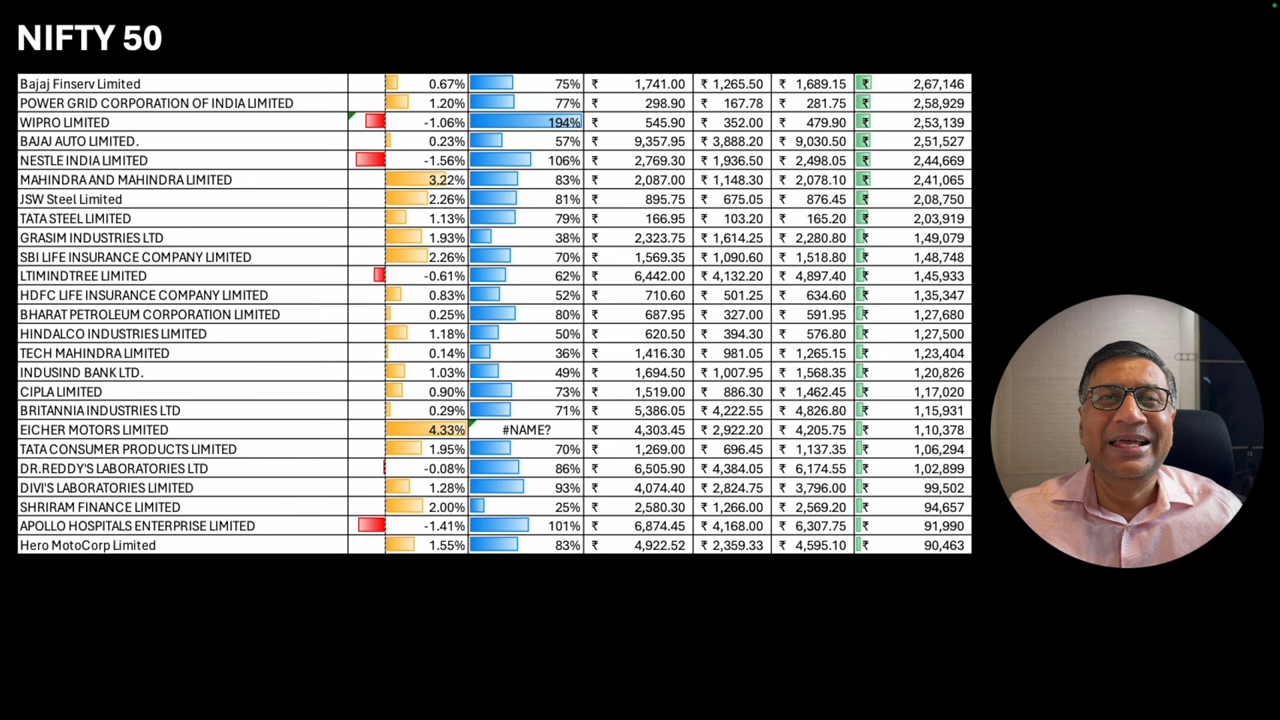 NIFTY 50
Bajaj Finserv Limited 0.67% 75% ₹ 1,741.00 ₹ 1,265.50 ₹ 1,689.15 ₹ 2,67,146
POWER GRID CORPORATION OF INDIA LIMITED 1.20% 77% ₹ 298.90 ₹ 167.78 ₹ 281.75 ₹ 2,58,929
WIPRO LIMITED -1.06% 194% ₹ 545.90 ₹ 352.00 ₹ 479.90 ₹ 2,53,139
BAJAJ AUTO LIMITED. 0.23% 57% ₹ 9,357.95 ₹ 3,888.20 ₹ 9,030.50 ₹ 2,51,527
NESTLE INDIA LIMITED -1.56% 106% ₹ 2,769.30 ₹ 1,936.50 ₹ 2,498.05 ₹ 2,44,669
MAHINDRA AND MAHINDRA LIMITED 3.22% 83% ₹ 2,087.00 ₹ 1,148.30 ₹ 2,078.10 ₹ 2,41,065
JSW Steel Limited 2.26% 81% ₹ 895.75 ₹ 675.05 ₹ 876.45 ₹ 2,08,750
TATA STEEL LIMITED 1.13% 79% ₹ 166.95 ₹ 103.20 ₹ 165.20 ₹ 2,03,919
GRASIM INDUSTRIES LTD 1.93% 38% ₹ 2,323.75 ₹ 1,614.25 ₹ 2,280.80 ₹ 1,49,079
SBI LIFE INSURANCE COMPANY LIMITED 2.26% 70% ₹ 1,569.35 ₹ 1,090.60 ₹ 1,518.80 ₹ 1,48,748
LTIMINDTREE LIMITED -0.61% 62% ₹ 6,442.00 ₹ 4,132.20 ₹ 4,897.40 ₹ 1,45,933
HDFC LIFE INSURANCE COMPANY LIMITED 0.83% 52% ₹ 710.60 ₹ 501.25 ₹ 634.60 ₹ 1,35,347
BHARAT PETROLEUM CORPORATION LIMITED 0.25% 80% ₹ 687.95 ₹ 327.00 ₹ 591.95 ₹ 1,27,680
HINDALCO INDUSTRIES LIMITED 1.18% 50% ₹ 620.50 ₹ 394.30 ₹ 576.80 ₹ 1,27,500
TECH MAHINDRA LIMITED 0.14% 36% ₹ 1,416.30 ₹ 981.05 ₹ 1,265.15 ₹ 1,23,404
INDUSIND BANK LTD. 1.03% 49% ₹ 1,694.50 ₹ 1,007.95 ₹ 1,568.35 ₹ 1,20,826
CIPLA LIMITED 0.90% 73% ₹ 1,519.00 ₹ 886.30 ₹ 1,462.45 ₹ 1,17,020
BRITANNIA INDUSTRIES LTD 0.29% 71% ₹ 5,386.05 ₹ 4,222.55 ₹ 4,826.80 ₹ 1,15,931
EICHER MOTORS LIMITED 4.33% #NAME? ₹ 4,303.45 ₹ 2,922.20 ₹ 4,205.75 ₹ 1,10,378
TATA CONSUMER PRODUCTS LIMITED 1.95% 70% ₹ 1,269.00 ₹ 696.45 ₹ 1,137.35 ₹ 1,06,294
DR.REDDY'S LABORATORIES LTD -0.08% 86% ₹ 6,505.90 ₹ 4,384.05 ₹ 6,174.55 ₹ 1,02,899
DIVI'S LABORATORIES LIMITED 1.28% 93% ₹ 4,074.40 ₹ 2,824.75 ₹ 3,796.00 ₹ 99,502
SHRIRAM FINANCE LIMITED 2.00% 25% ₹ 2,580.30 ₹ 1,266.00 ₹ 2,569.20 ₹ 94,657
APOLLO HOSPITALS ENTERPRISE LIMITED -1.41% 101% ₹ 6,874.45 ₹ 4,168.00 ₹ 6,307.75 ₹ 91,990
Hero MotoCorp Limited 1.55% 83% ₹ 4,922.52 ₹ 2,359.33 ₹ 4,595.10 ₹ 90,463